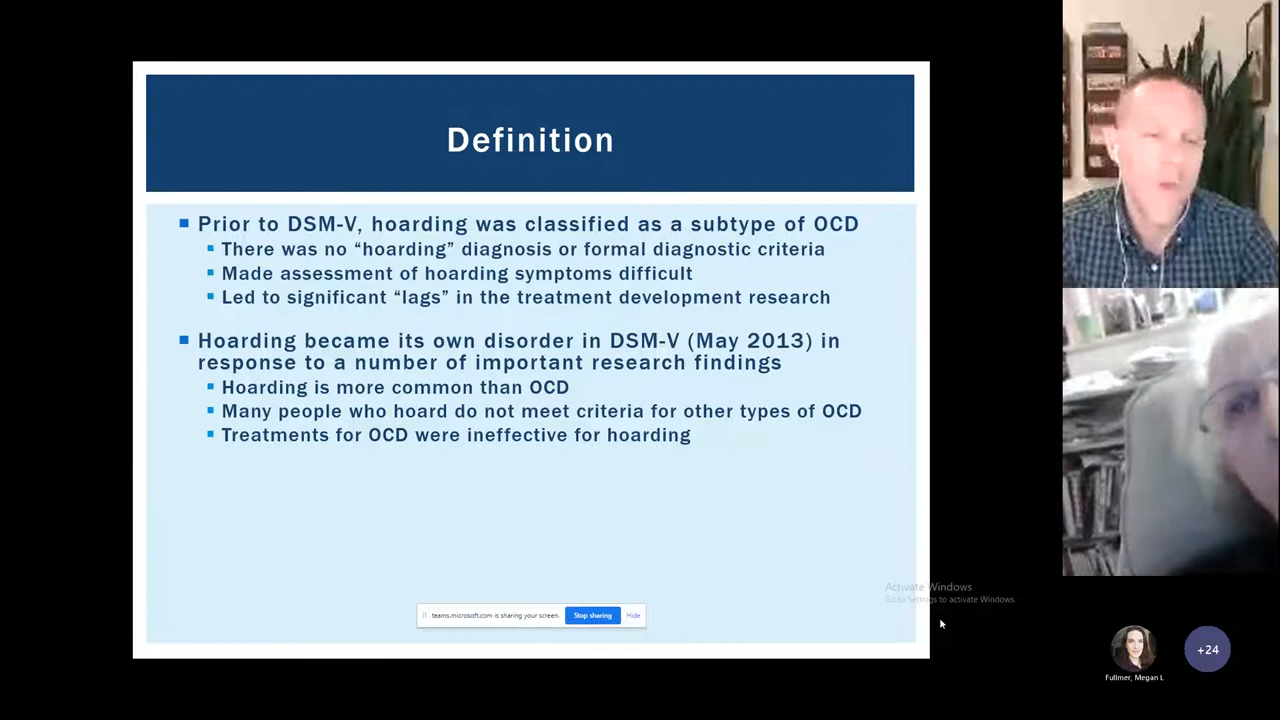 Definition
Prior to DSM-V, hoarding was classified as a subtype of OCD
There was no “hoarding” diagnosis or formal diagnostic criteria
Made assessment of hoarding symptoms difficult
Led to significant “lags” in the treatment development research
Hoarding became its own disorder in DSM-V (May 2013) in
response to a number of important research findings
Hoarding is more common than OCD
Many people who hoard do not meet criteria for other types of OCD
Treatments for OCD were ineffective for hoarding
Activate Windows
Go to Settings to activate Windows.
teams.microsoft.com is sharing your screen. Stop sharing Hide
+24
Fullmer, Megan L